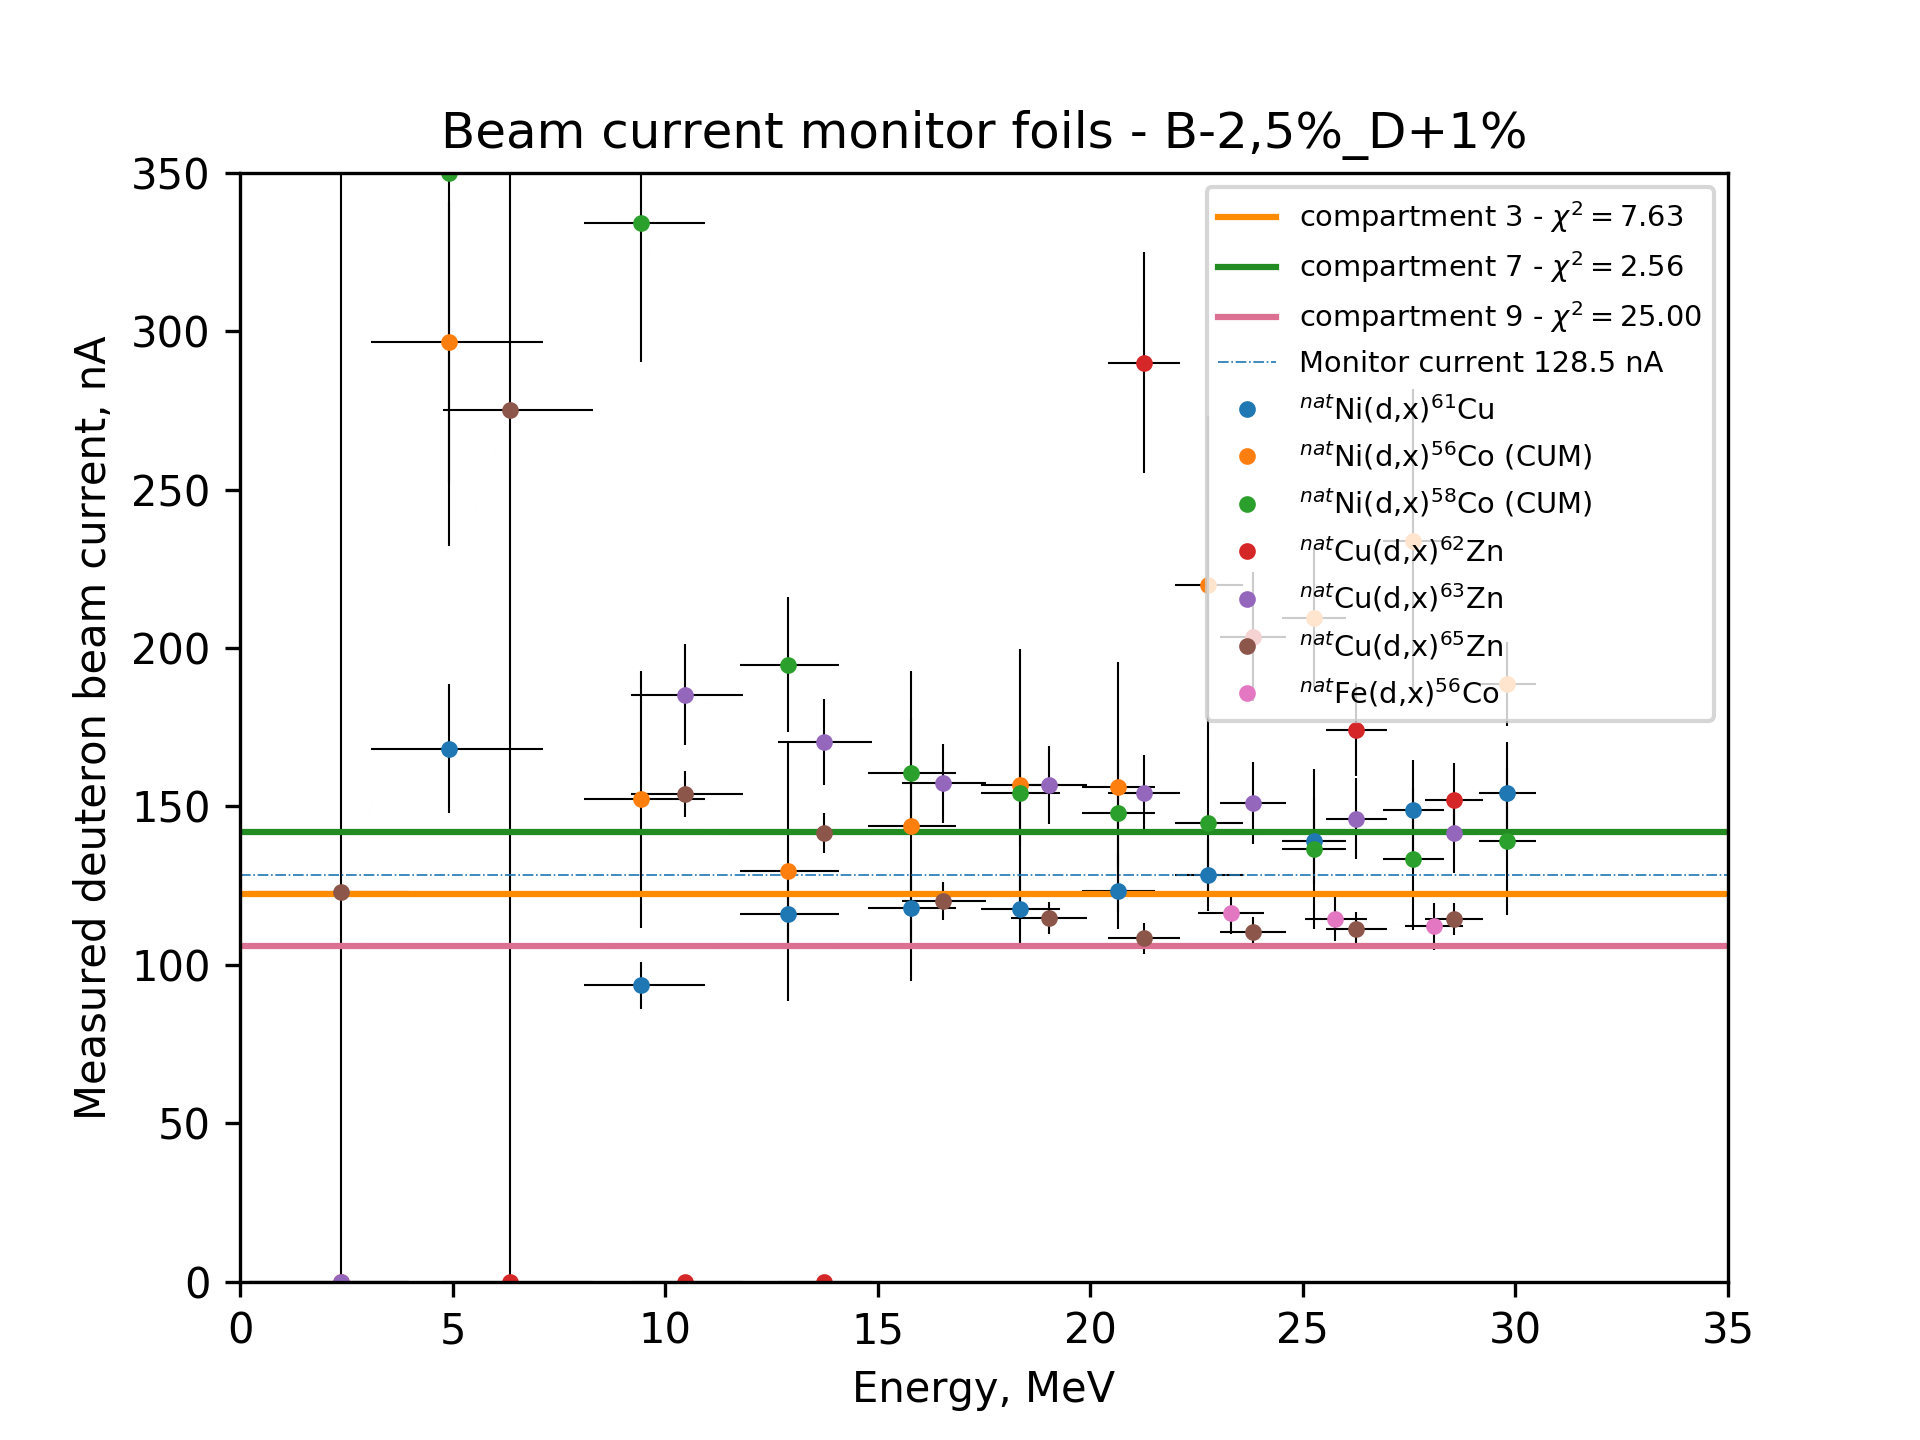 Beam current monitor foils - B-2,5%_D+1%
350
300
250
200
150
100
50
0
Measured deuteron beam current, nA
compartment 3 - χ² = 7.63
compartment 7 - χ² = 2.56
compartment 9 - χ² = 25.00
Monitor current 128.5 nA
ⁿᵃᵗNi(d,x)⁶¹Cu
ⁿᵃᵗNi(d,x)⁵⁶Co (CUM)
ⁿᵃᵗNi(d,x)⁵⁸Co (CUM)
ⁿᵃᵗCu(d,x)⁶²Zn
ⁿᵃᵗCu(d,x)⁶³Zn
ⁿᵃᵗCu(d,x)⁶⁵Zn
ⁿᵃᵗFe(d,x)⁵⁶Co
0 5 10 15 20 25 30 35
Energy, MeV